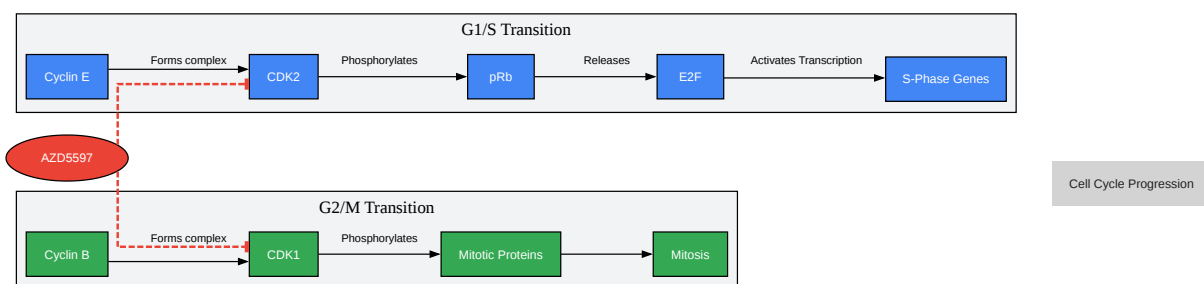 G1/S Transition
Cyclin E
Forms complex
CDK2
Phosphorylates
pRb
Releases
E2F
Activates Transcription
S-Phase Genes
AZD5597
Cell Cycle Progression
G2/M Transition
Cyclin B
Forms complex
CDK1
Phosphorylates
Mitotic Proteins
Mitosis